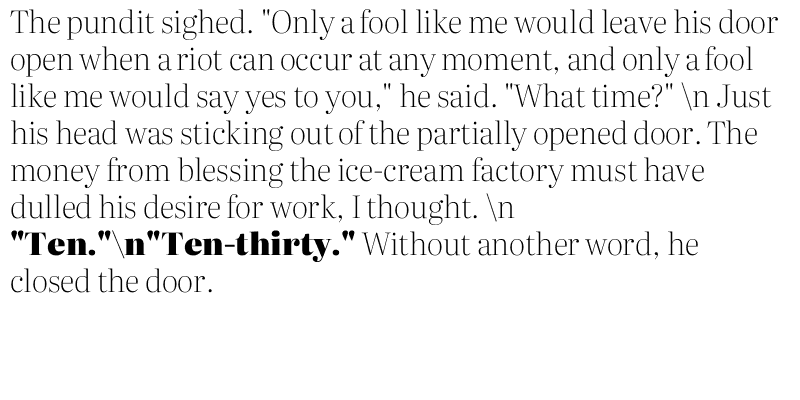 The pundit sighed. "Only a fool like me would leave his door
open when a riot can occur at any moment, and only a fool
like me would say yes to you," he said. "What time?" \n Just
his head was sticking out of the partially opened door. The
money from blessing the ice-cream factory must have
dulled his desire for work, I thought. \n
"Ten."\n"Ten-thirty." Without another word, he
closed the door.